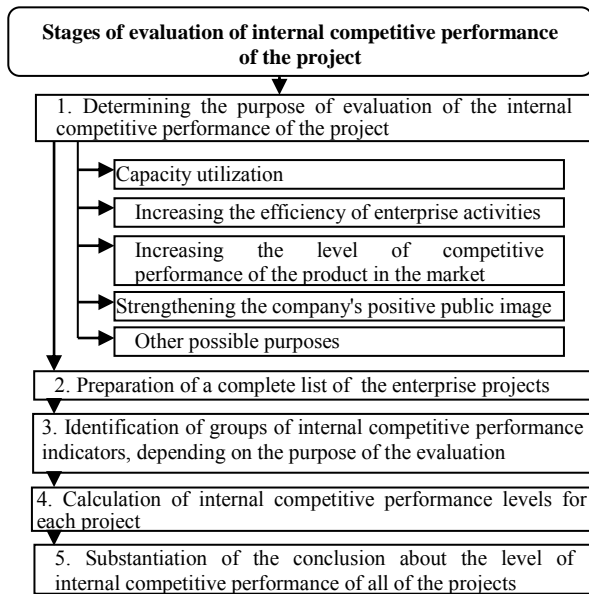 Stages of evaluation of internal competitive performance
of the project
1. Determining the purpose of evaluation of the internal
competitive performance of the project
Capacity utilization
Increasing the efficiency of enterprise activities
Increasing the level of competitive
performance of the product in the market
Strengthening the company's positive public image
Other possible purposes
2. Preparation of a complete list of the enterprise projects
3. Identification of groups of internal competitive performance
indicators, depending on the purpose of the evaluation
4. Calculation of internal competitive performance levels for
each project
5. Substantiation of the conclusion about the level of
internal competitive performance of all of the projects